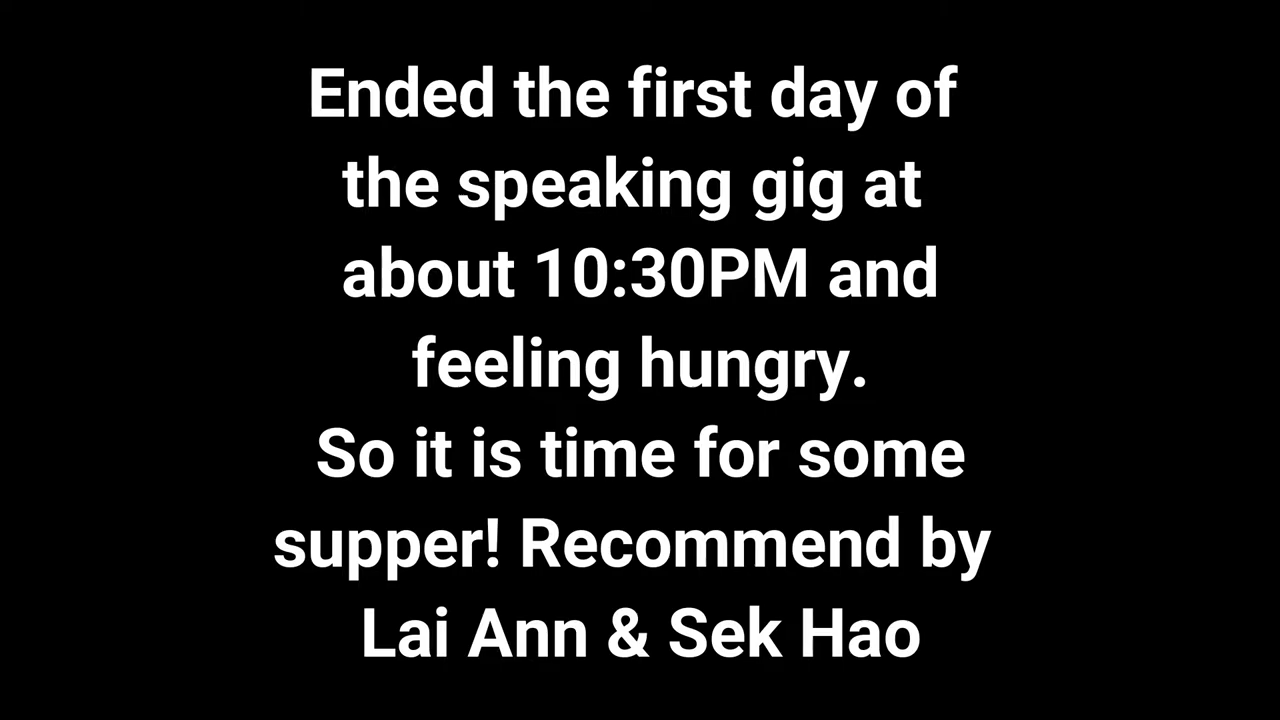 Ended the first day of
the speaking gig at
about 10:30PM and
feeling hungry.
So it is time for some
supper! Recommend by
Lai Ann & Sek Hao